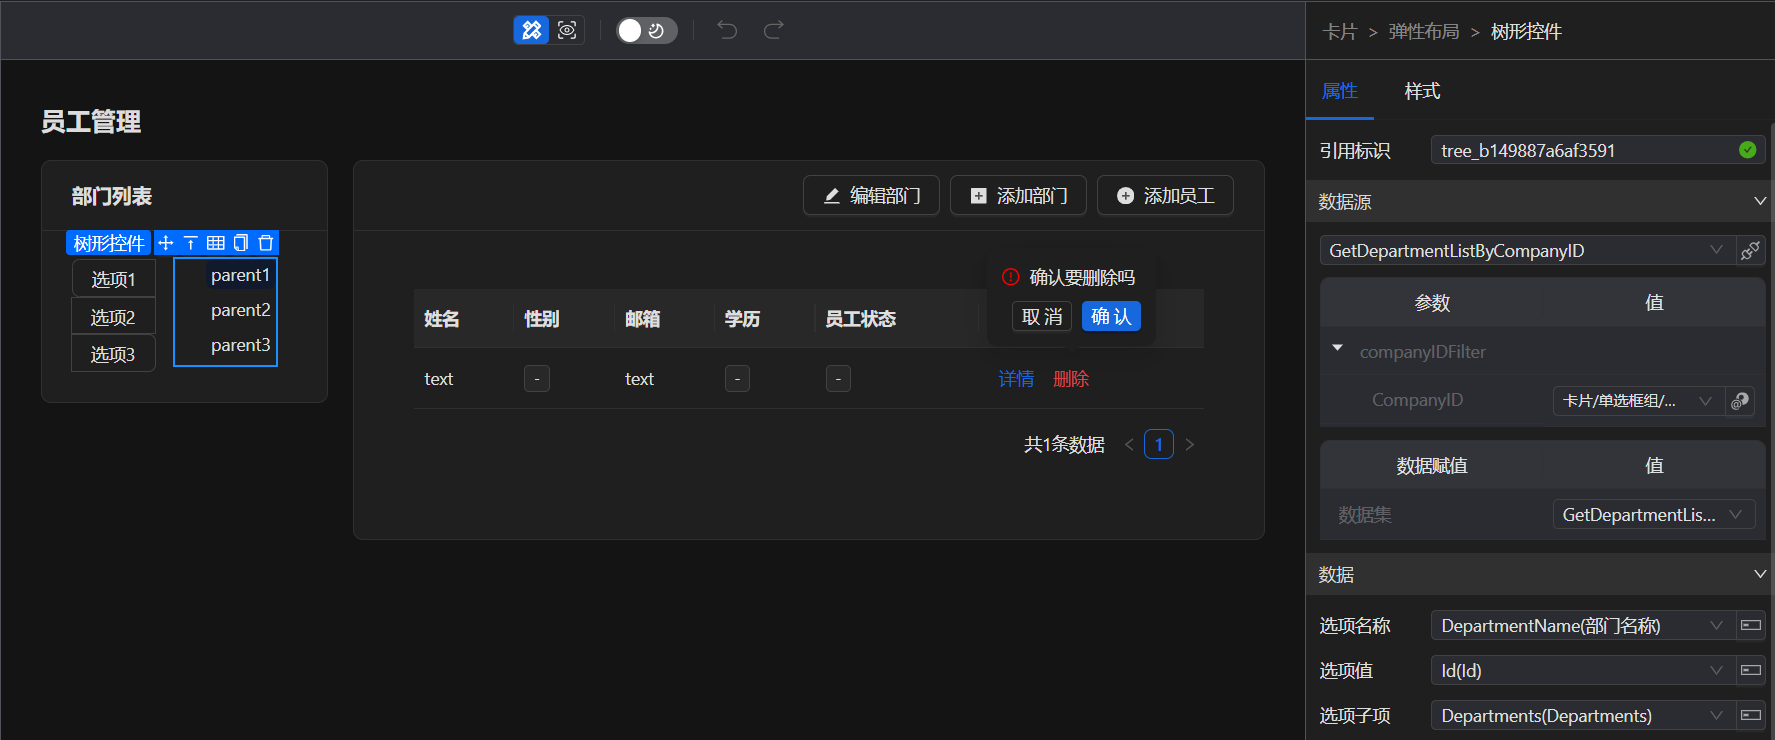 卡片 > 弹性布局 > 树形控件
属性 样式
员工管理
部门列表
树形控件
选项1
选项2
选项3
parent1
parent2
parent3
编辑部门 添加部门 添加员工
确认要删除吗
取 消 确 认
姓名 性别 邮箱 学历 员工状态
text - text - - 详情 删除
共1条数据 < 1 >
引用标识 tree_b149887a6af3591
数据源
GetDepartmentListByCompanyID
参数 值
companyIDFilter
CompanyID 卡片/单选框组/...
数据赋值 值
数据集 GetDepartmentLis...
数据
选项名称 DepartmentName(部门名称)
选项值 Id(Id)
选项子项 Departments(Departments)